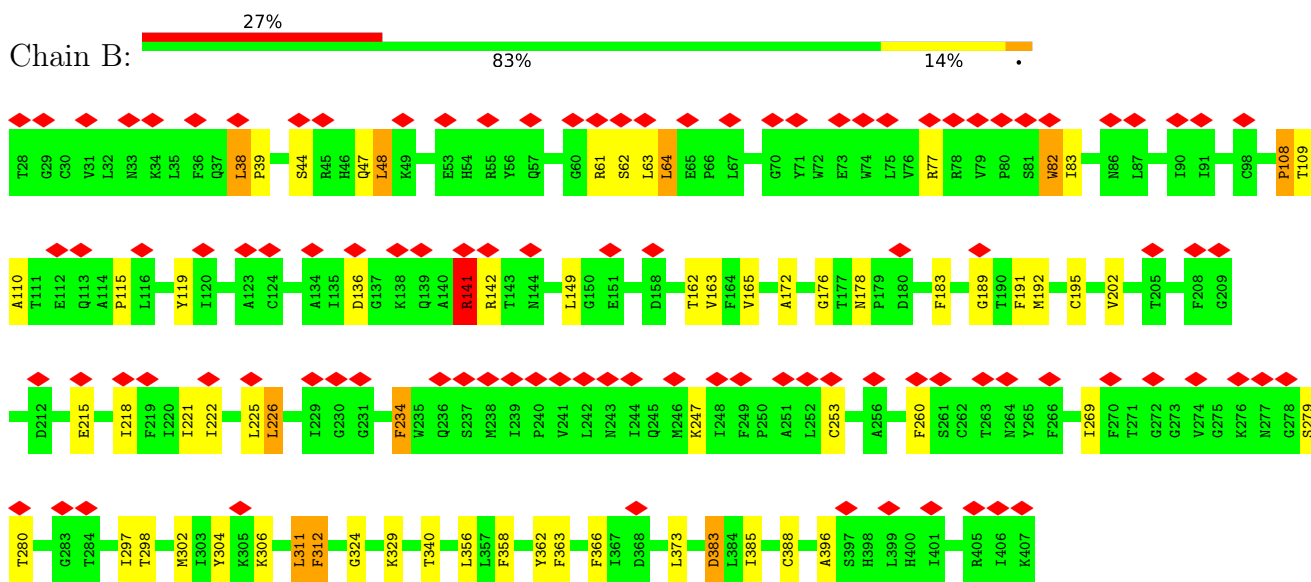 27%
Chain B:
83% 14% •
T28 G29 C30 V31 L32 N33 K34 L35 F36 Q37 L38 P39 S44 R45 H46 Q47 L48 K49 E53 H54 R55 Y56 Q57 G60 R61 S62 L63 L64 E65 P66 L67 G70 Y71 W72 E73 W74 L75 V76 R77 R78 V79 P80 S81 W82 I83 N86 L87 I90 I91 C98 P108 T109
A110 T111 E112 Q113 A114 P115 L116 Y119 I120 A123 C124 A134 I135 D136 G137 K138 Q139 A140 R141 R142 T143 N144 L149 G150 E151 D158 T162 V163 F164 V165 A172 G176 T177 N178 P179 D180 F183 G189 T190 F191 M192 C195 V202 T205 F208 G209
D212 E215 I218 F219 I220 I221 I222 L225 L226 I229 G230 G231 F234 W235 Q236 S237 M238 I239 P240 V241 L242 N243 I244 Q245 M246 K247 I248 F249 P250 A251 L252 C253 A256 F260 S261 C262 T263 N264 Y265 F266 I269 F270 T271 G272 G273 V274 G275 K276 N277 G278 S279
T280 G283 T284 I297 T298 M302 I303 Y304 K305 K306 L311 F312 G324 K329 T340 L356 L357 F358 Y362 F363 F366 I367 D368 L373 D383 L384 I385 C388 A396 S397 H398 L399 H400 I401 R405 I406 K407